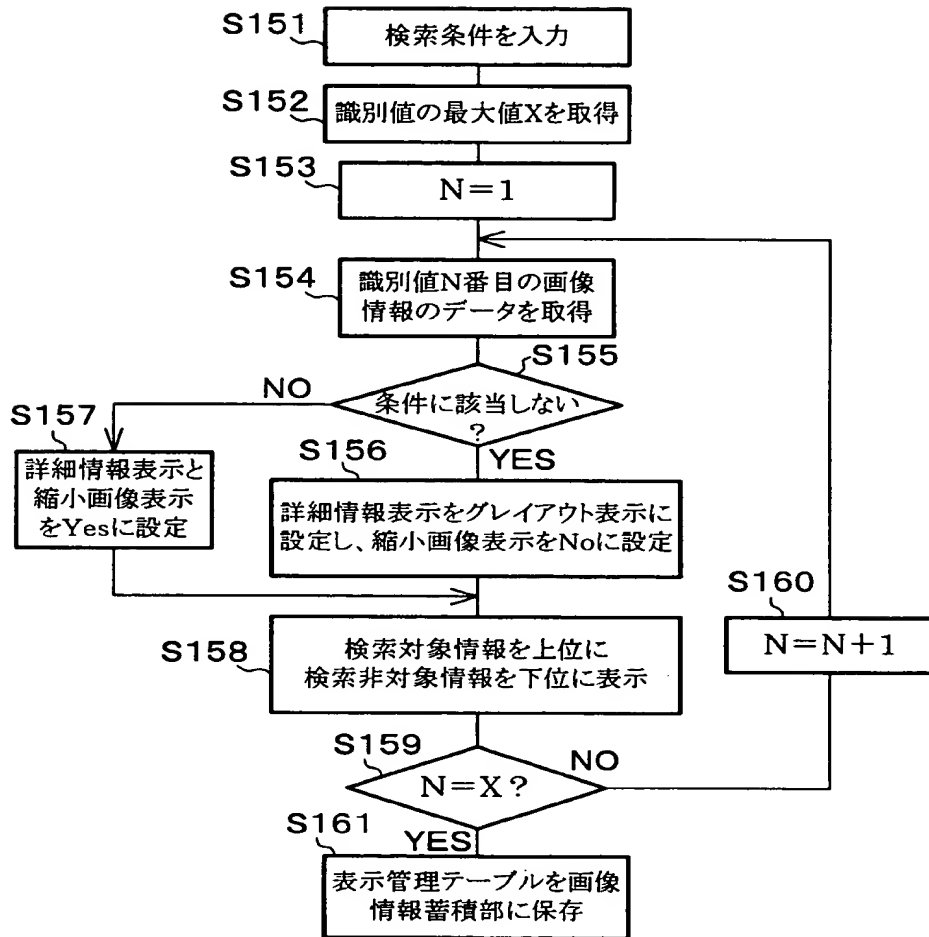 S151
検索条件を入力
S152
識別値の最大値Xを取得
S153
N=1
S154
識別値N番目の画像
情報のデータを取得
S155
条件に該当しない
?
NO
YES
S157
詳細情報表示と
縮小画像表示
をYesに設定
S156
詳細情報表示をグレイアウト表示に
設定し、縮小画像表示をNoに設定
S158
検索対象情報を上位に
検索非対象情報を下位に表示
S160
N=N+1
S159
N=X?
NO
YES
S161
表示管理テーブルを画像
情報蓄積部に保存